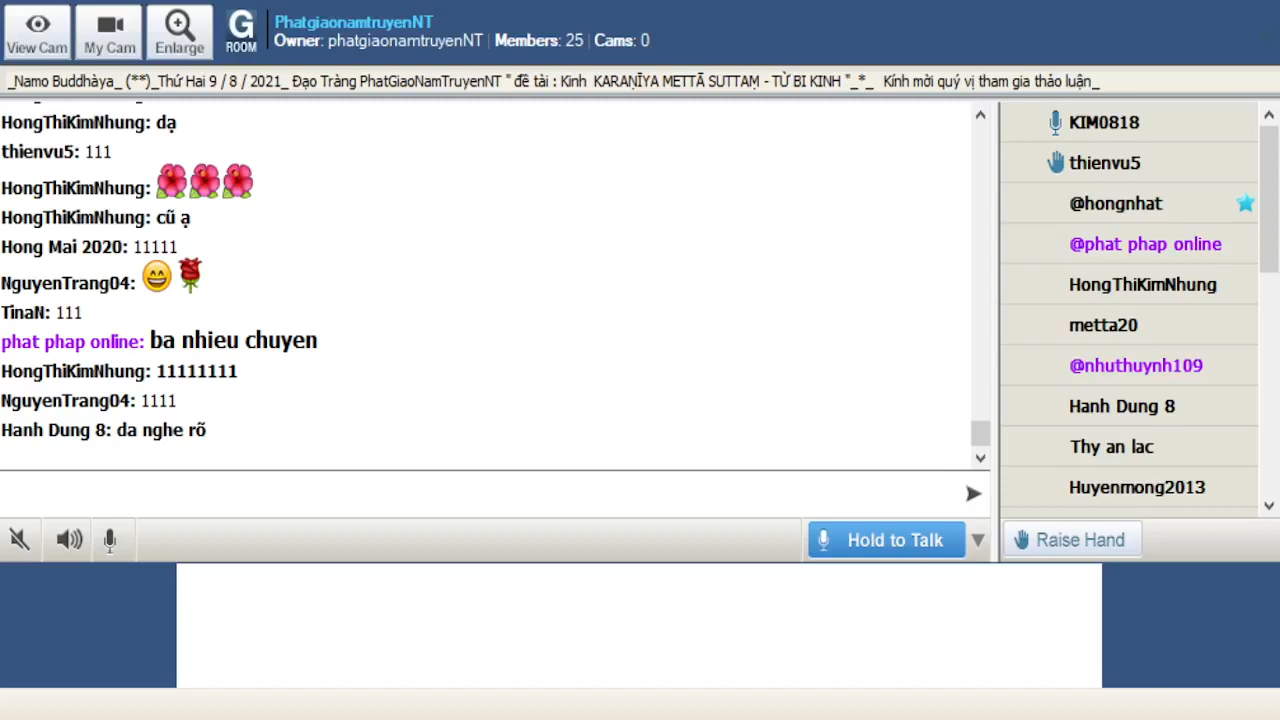 View Cam
My Cam
Enlarge
G
ROOM
PhatgiaonamtruyenNT
Owner: phatgiaonamtruyenNT | Members: 25 | Cams: 0
_Namo Buddhàya_ (**)_Thứ Hai 9 / 8 / 2021_ Đạo Tràng PhatGiaoNamTruyenNT " đề tài : Kinh KARAṆĪYA METTĀ SUTTAṂ - TỪ BI KINH "_*_ Kính mời quý vị tham gia thảo luận_
HongThiKimNhung: dạ
thienvu5: 111
HongThiKimNhung:
HongThiKimNhung: cũ ạ
Hong Mai 2020: 11111
NguyenTrang04:
TinaN: 111
phat phap online: ba nhieu chuyen
HongThiKimNhung: 11111111
NguyenTrang04: 1111
Hanh Dung 8: da nghe rõ
KIM0818
thienvu5
@hongnhat
@phat phap online
HongThiKimNhung
metta20
@nhuthuynh109
Hanh Dung 8
Thy an lac
Huyenmong2013
Hold to Talk
Raise Hand